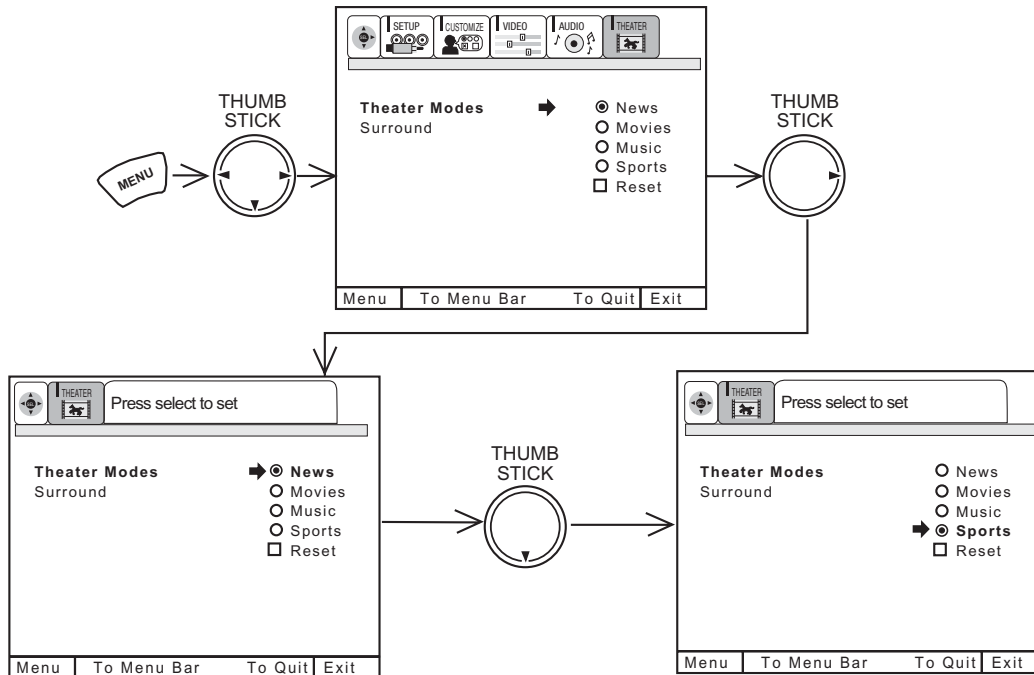 SETUP
CUSTOMIZE
VIDEO
AUDIO
THEATER
THUMB
STICK
MENU
Theater Modes
Surround
News
Movies
Music
Sports
Reset
Menu To Menu Bar To Quit Exit
THUMB
STICK
THEATER
Press select to set
Theater Modes
Surround
News
Movies
Music
Sports
Reset
Menu To Menu Bar To Quit Exit
THUMB
STICK
THEATER
Press select to set
Theater Modes
Surround
News
Movies
Music
Sports
Reset
Menu To Menu Bar To Quit Exit